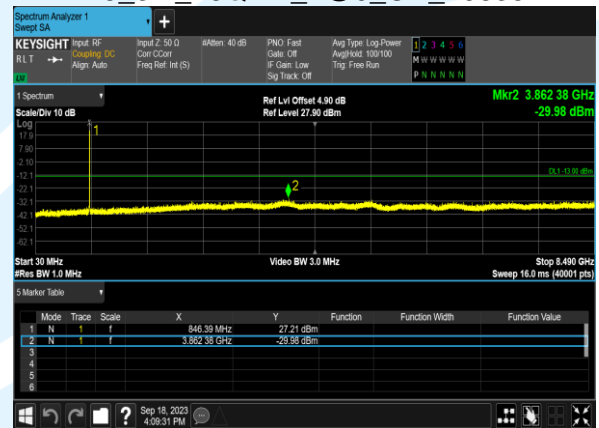 Spectrum Analyzer 1
Swept SA
+
KEYSIGHT Input: RF Input Z: 50 Ω #Atten: 40 dB PNO: Fast Avg Type: Log-Power 1 2 3 4 5 6
RLT Coupling: DC Corr CCorr Gate: Off Avg|Hold: 100/100 M W W W W W
Align: Auto Freq Ref: Int (S) IF Gain: Low Trig: Free Run
Sig Track: Off P N N N N N
LXI
1 Spectrum
Ref Lvl Offset 4.90 dB Mkr2 3.862 38 GHz
Scale/Div 10 dB Ref Level 27.90 dBm -29.98 dBm
Log
17.9
1
7.90
-2.10
DL1 -13.00 dBm
-12.1
-22.1
2
-32.1
-42.1
-52.1
-62.1
Start 30 MHz Video BW 3.0 MHz Stop 8.490 GHz
#Res BW 1.0 MHz Sweep 16.0 ms (40001 pts)
5 Marker Table
Mode Trace Scale X Y Function Function Width Function Value
1 N 1 f 846.39 MHz 27.21 dBm
2 N 1 f 3.862 38 GHz -29.98 dBm
3
4
5
6
? Sep 18, 2023
4:09:31 PM